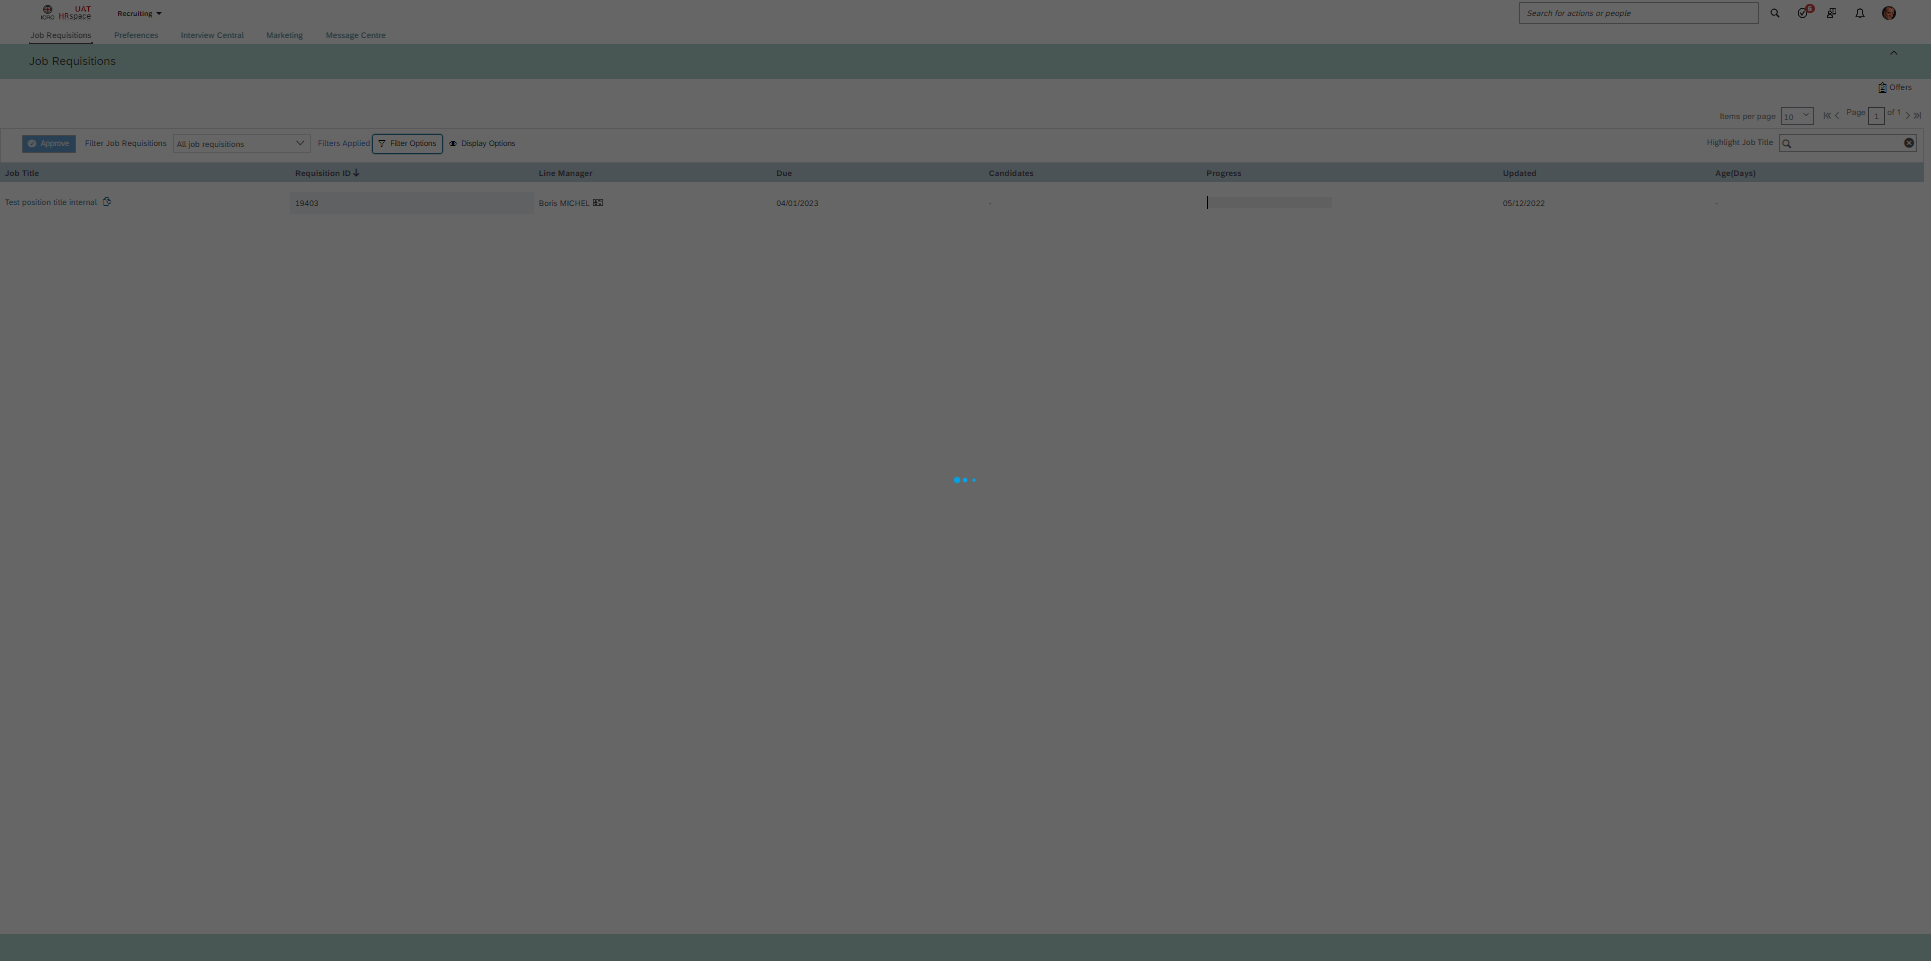 ICRC
UAT
HRspace
Recruiting
Search for actions or people
6
Job Requisitions
Preferences
Interview Central
Marketing
Message Centre
Job Requisitions
Offers
Items per page
10
Page
1
of 1
Approve
Filter Job Requisitions
All job requisitions
Filters Applied
Filter Options
Display Options
Highlight Job Title
Job Title
Requisition ID
Line Manager
Due
Candidates
Progress
Updated
Age(Days)
Test position title internal
19403
Boris MICHEL
04/01/2023
-
05/12/2022
-